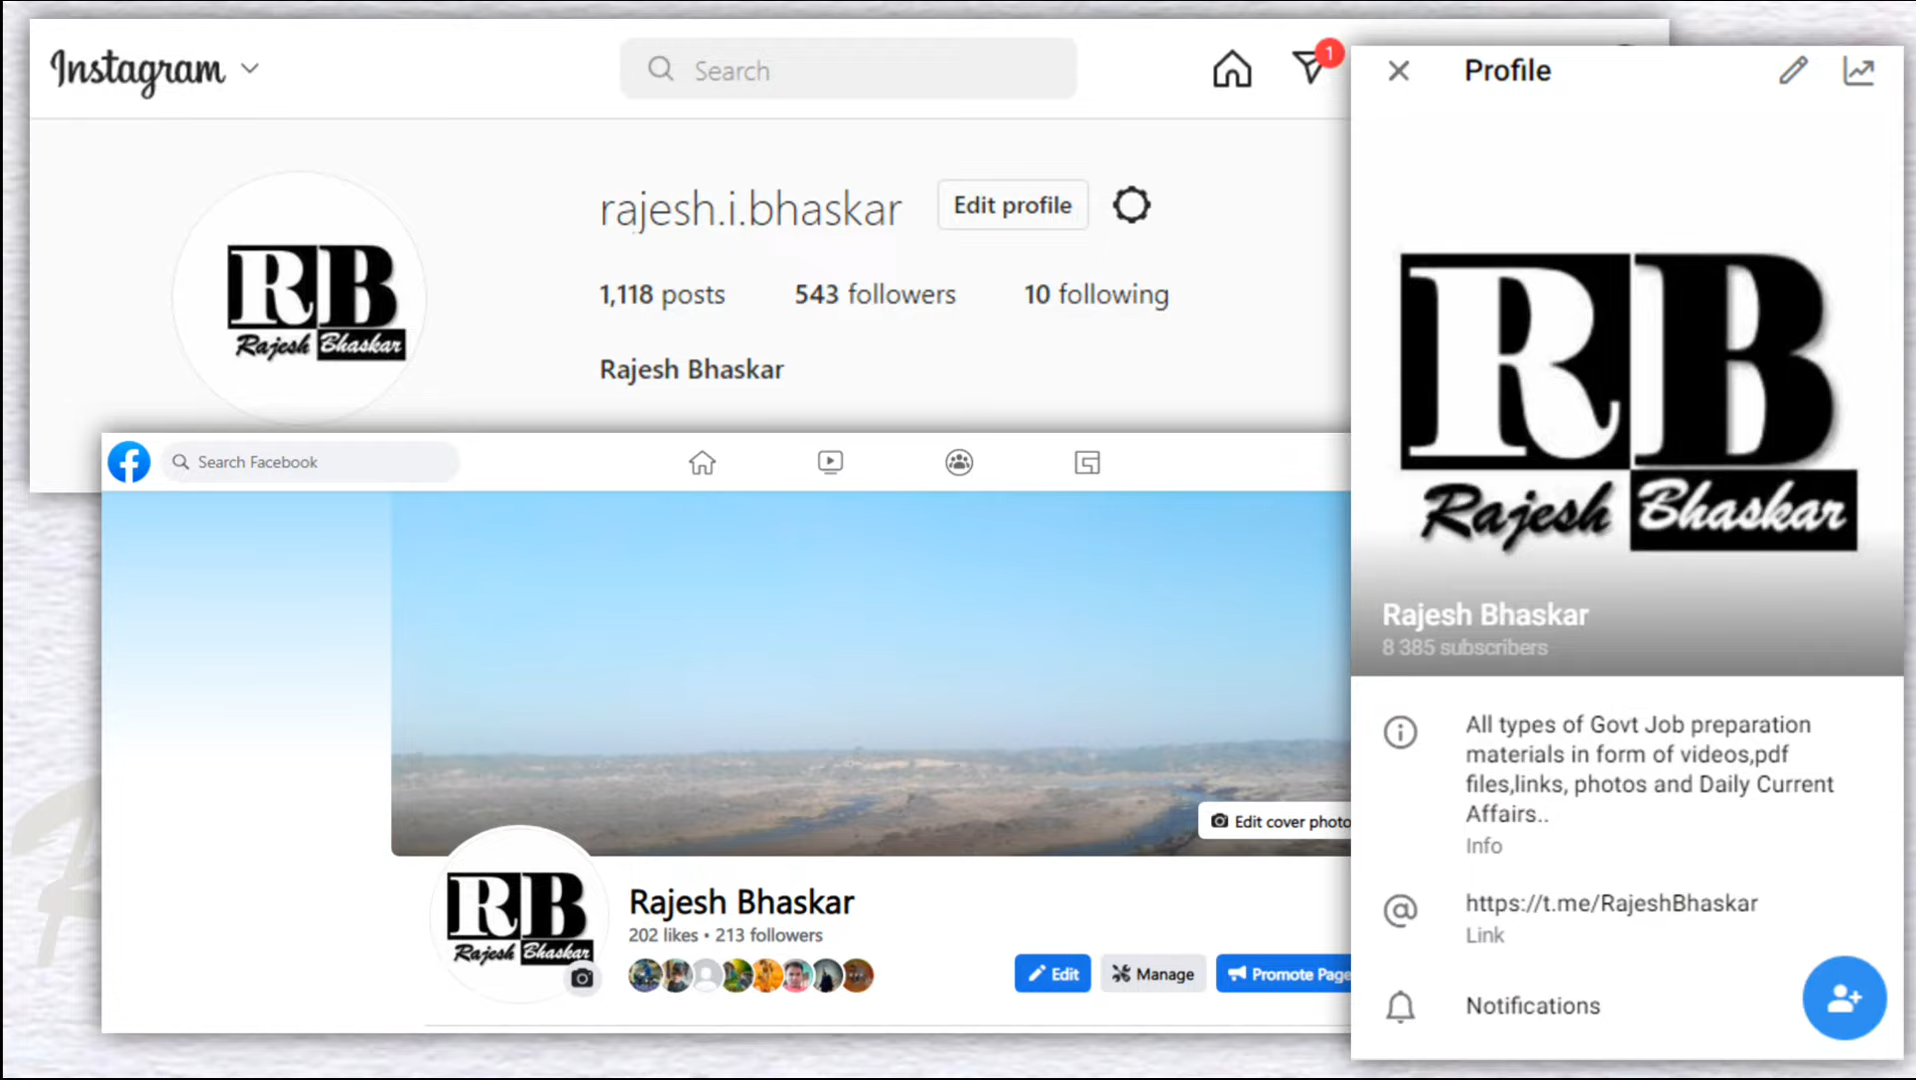 Instagram
Search
1
rajesh.i.bhaskar
Edit profile
1,118 posts
543 followers
10 following
RB
Rajesh Bhaskar
Rajesh Bhaskar
Search Facebook
Edit cover photo
RB
Rajesh Bhaskar
Rajesh Bhaskar
202 likes • 213 followers
Edit
Manage
Promote Page
Profile
RB
Rajesh Bhaskar
Rajesh Bhaskar
8 385 subscribers
All types of Govt Job preparation
materials in form of videos,pdf
files,links, photos and Daily Current
Affairs..
Info
https://t.me/RajeshBhaskar
Link
Notifications